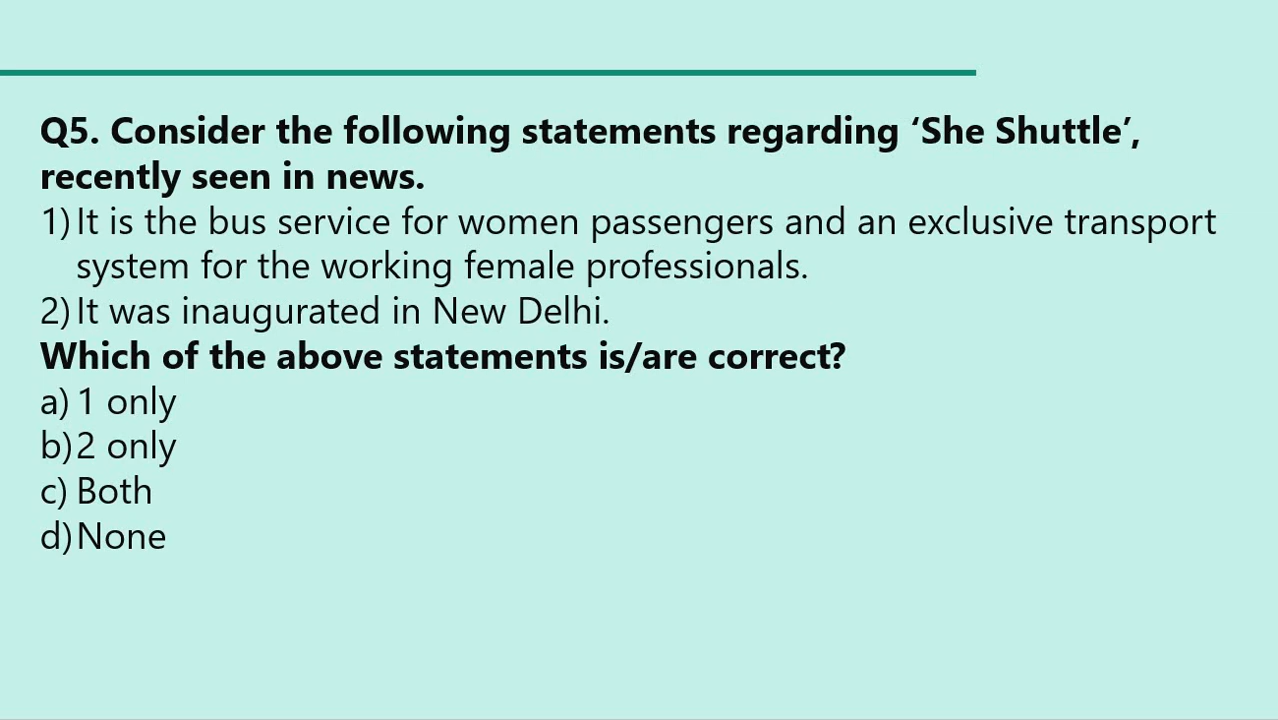 Q5. Consider the following statements regarding ‘She Shuttle’,
recently seen in news.
1) It is the bus service for women passengers and an exclusive transport
system for the working female professionals.
2) It was inaugurated in New Delhi.
Which of the above statements is/are correct?
a) 1 only
b) 2 only
c) Both
d) None